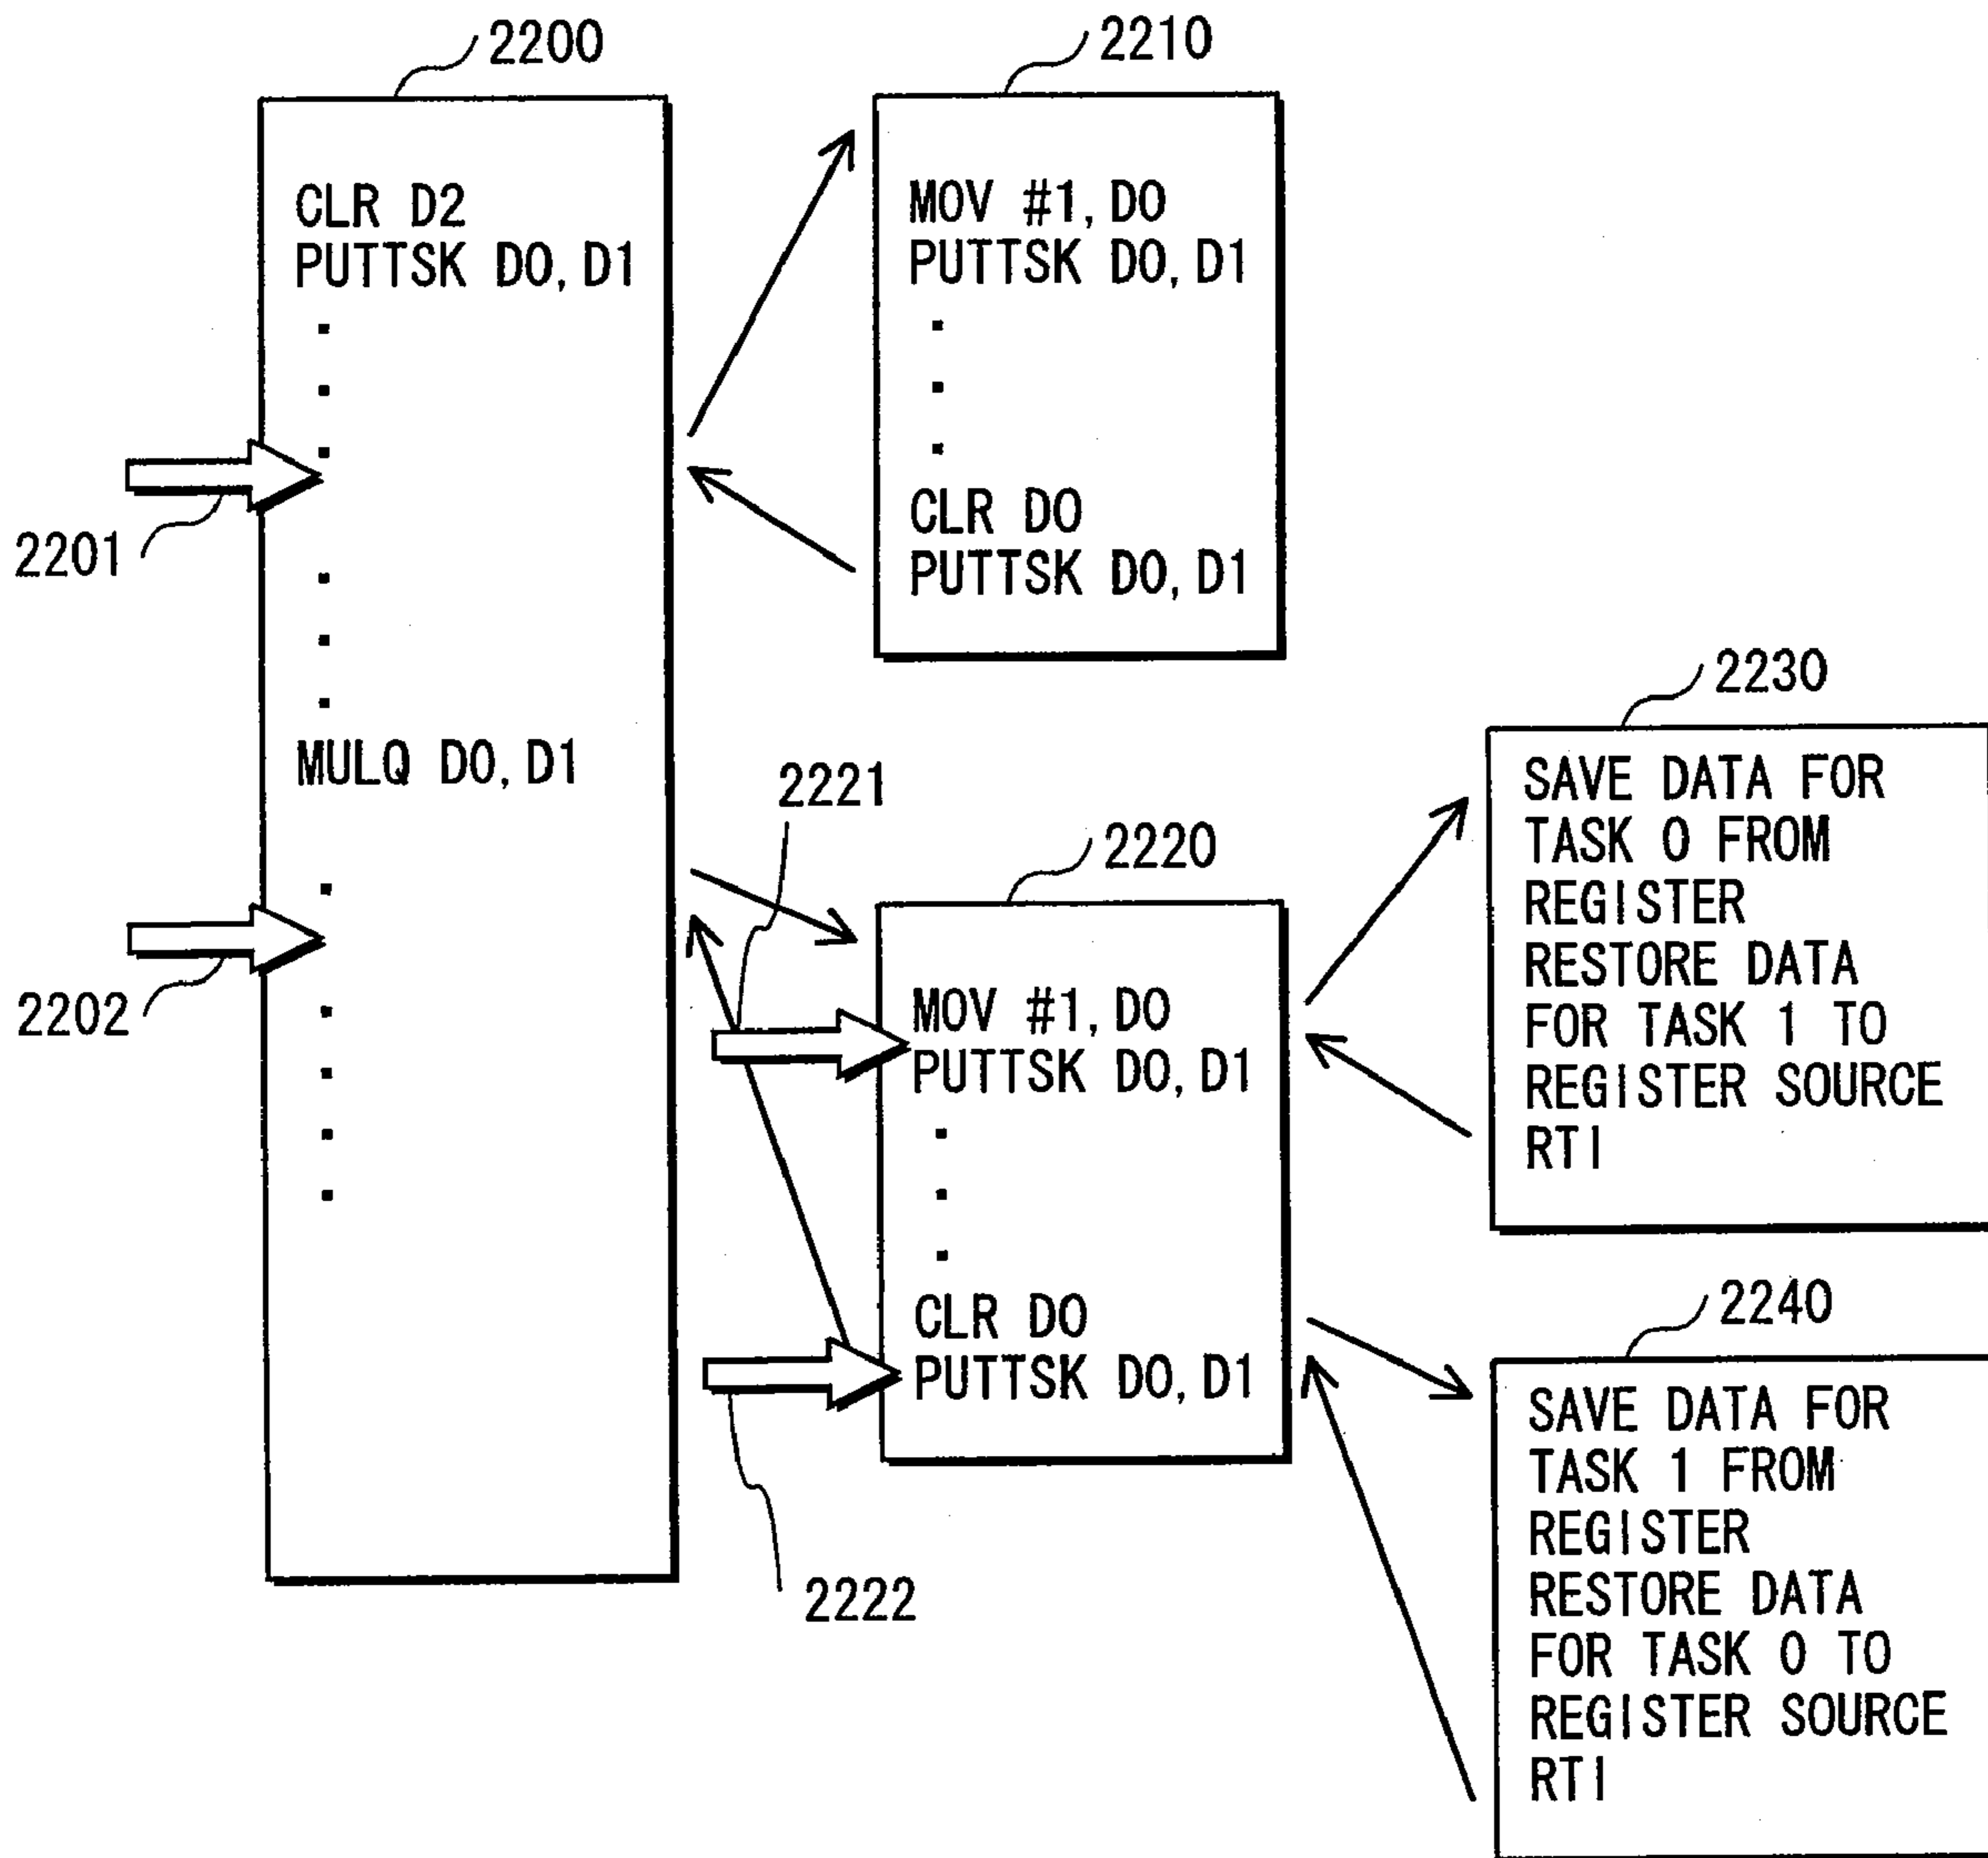 2200
CLR D2
PUTTSK D0, D1
2201
MULQ D0, D1
2202
2210
MOV #1, D0
PUTTSK D0, D1
CLR D0
PUTTSK D0, D1
2221
2220
MOV #1, D0
PUTTSK D0, D1
CLR D0
PUTTSK D0, D1
2222
2230
SAVE DATA FOR
TASK 0 FROM
REGISTER
RESTORE DATA
FOR TASK 1 TO
REGISTER SOURCE
RTI
2240
SAVE DATA FOR
TASK 1 FROM
REGISTER
RESTORE DATA
FOR TASK 0 TO
REGISTER SOURCE
RTI